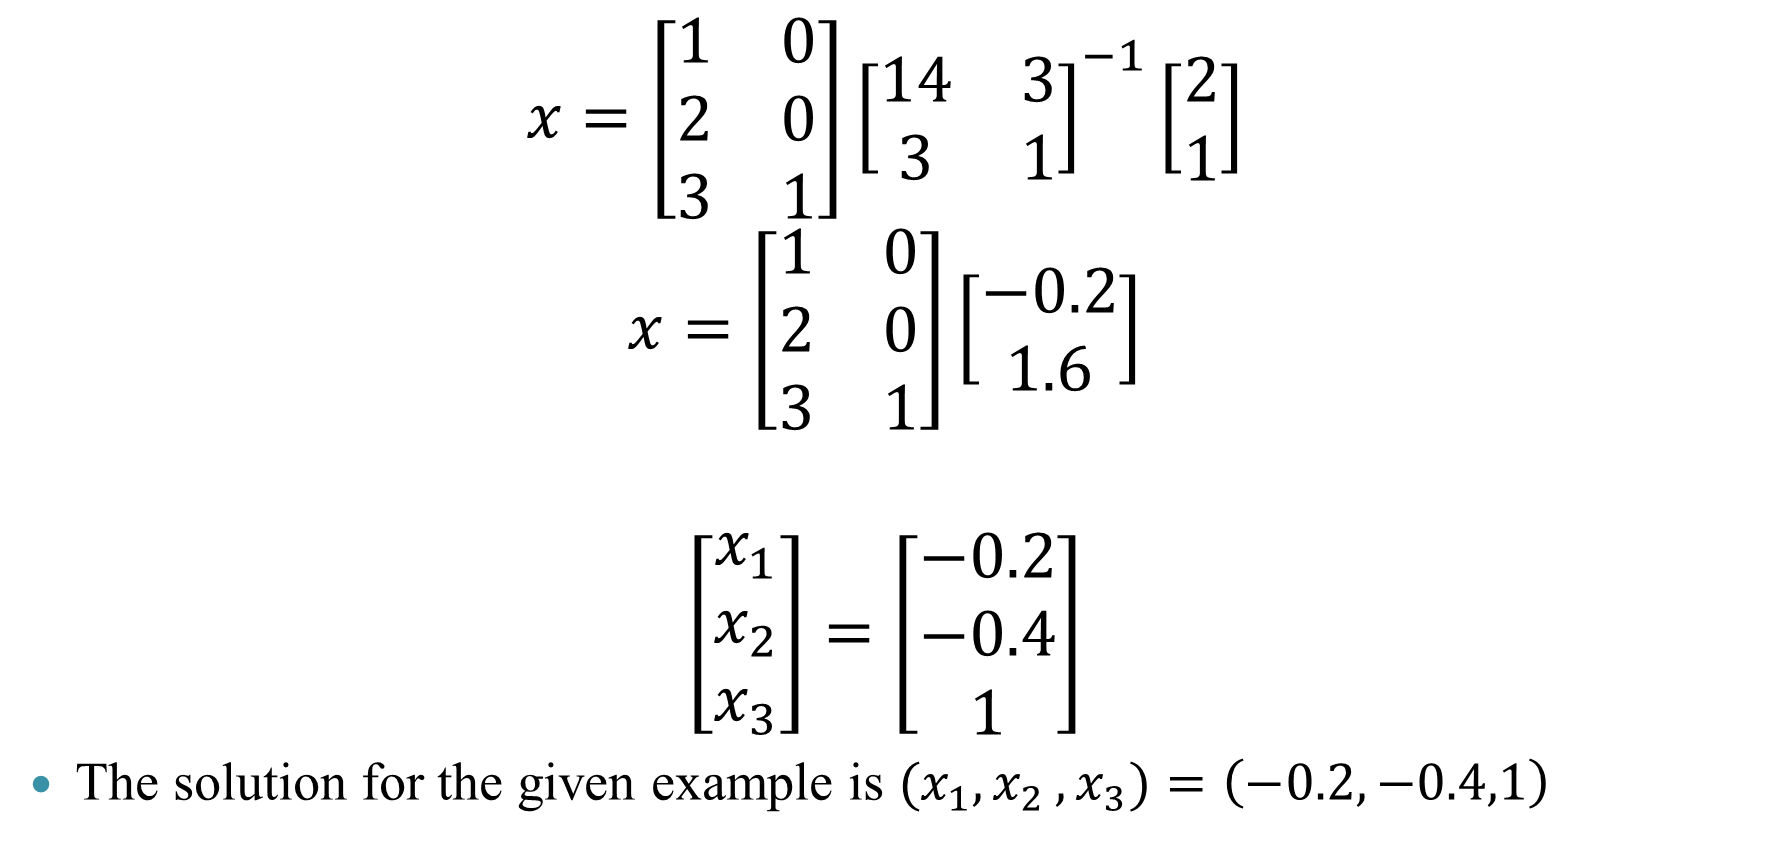 x = [1 0; 2 0; 3 1] [14 3; 3 1]⁻¹ [2; 1]
x = [1 0; 2 0; 3 1] [−0.2; 1.6]
[x₁; x₂; x₃] = [−0.2; −0.4; 1]
• The solution for the given example is (x₁, x₂ , x₃) = (−0.2, −0.4,1)